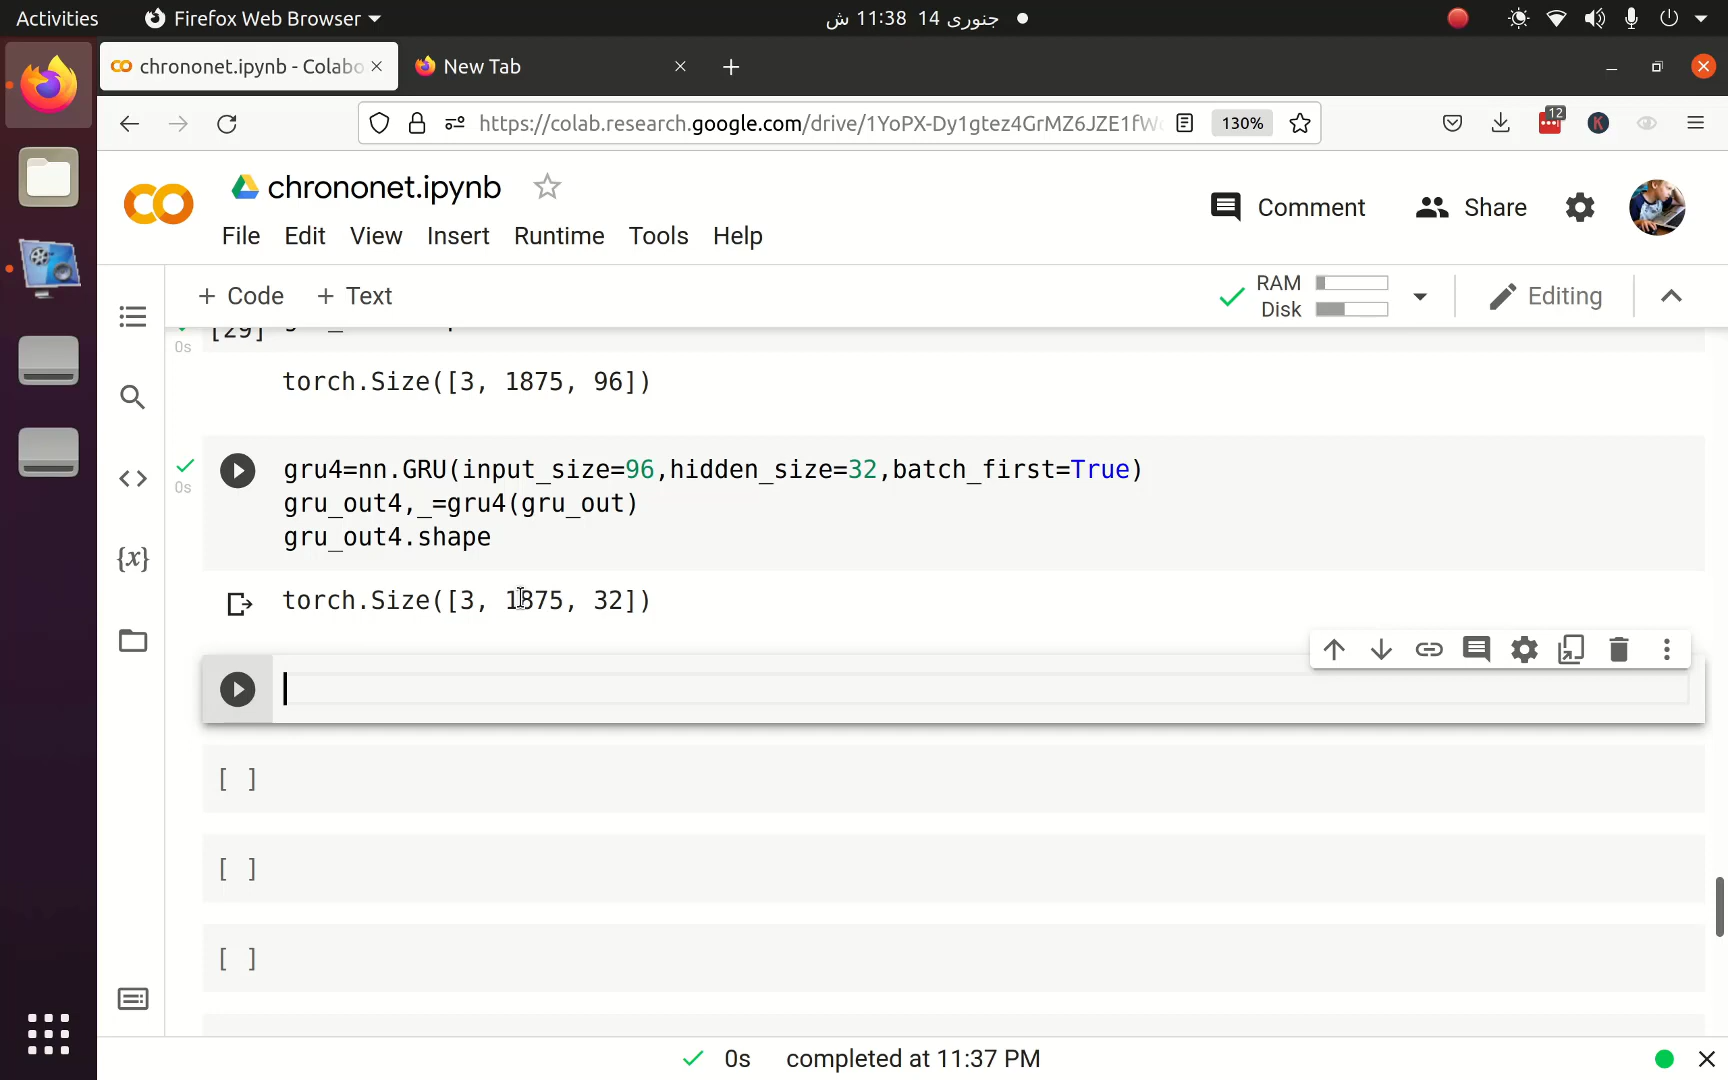 Activities
Firefox Web Browser
جنوری 14 11:38 ش
chrononet.ipynb - Colabo
New Tab
https://colab.research.google.com/drive/1YoPX-Dy1gtez4GrMZ6JZE1fW
130%
12
K
chrononet.ipynb
Comment
Share
File Edit View Insert Runtime Tools Help
+ Code + Text
RAM
Disk
Editing
[29]
0s
torch.Size([3, 1875, 96])
0s
gru4=nn.GRU(input_size=96,hidden_size=32,batch_first=True)
gru_out4,_=gru4(gru_out)
gru_out4.shape
{x}
torch.Size([3, 1875, 32])
[ ]
[ ]
[ ]
0s completed at 11:37 PM